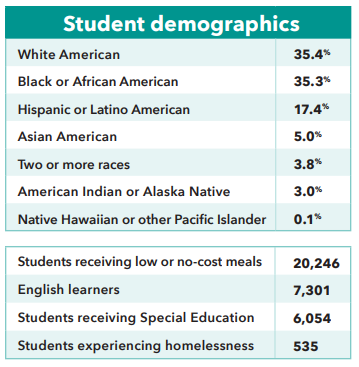 Student demographics
White American 35.4%
Black or African American 35.3%
Hispanic or Latino American 17.4%
Asian American 5.0%
Two or more races 3.8%
American Indian or Alaska Native 3.0%
Native Hawaiian or other Pacific Islander 0.1%
Students receiving low or no-cost meals 20,246
English learners 7,301
Students receiving Special Education 6,054
Students experiencing homelessness 535